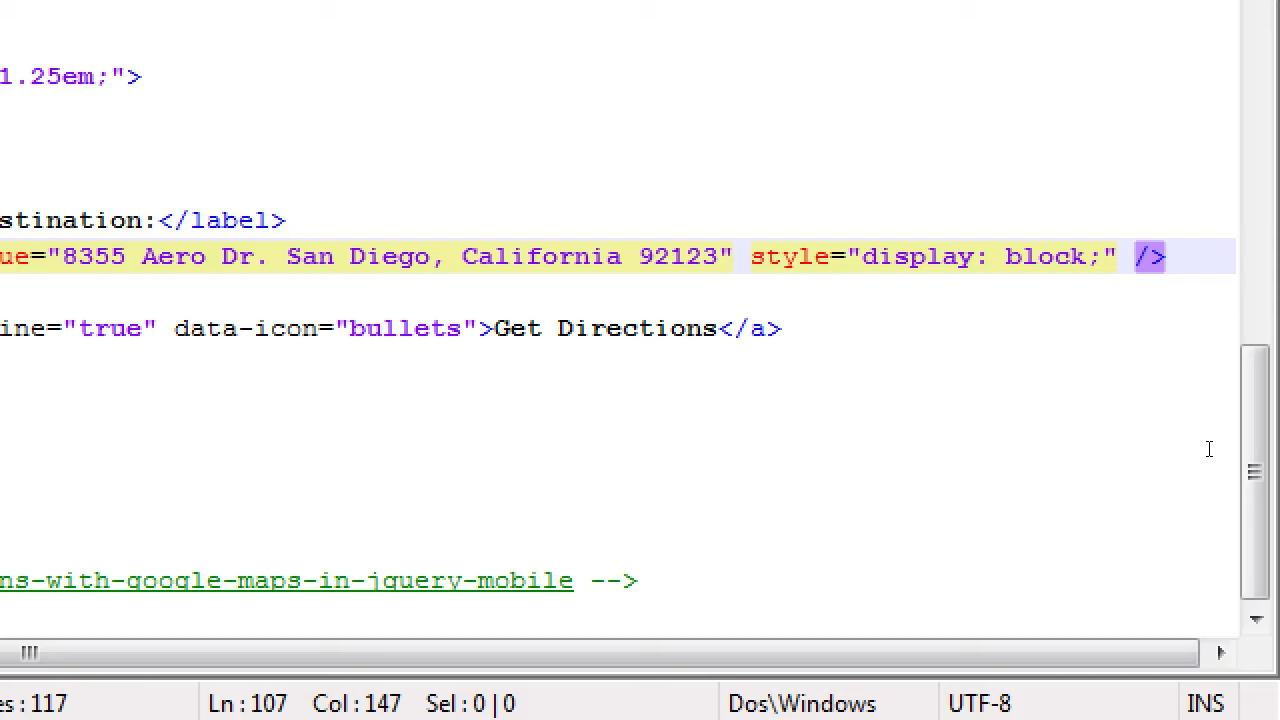 1.25em;">
stination:</label>
ue="8355 Aero Dr. San Diego, California 92123" style="display: block;" />
ine="true" data-icon="bullets">Get Directions</a>
ns-with-google-maps-in-jquery-mobile -->
es : 117 Ln : 107 Col : 147 Sel : 0 | 0 Dos\Windows UTF-8 INS